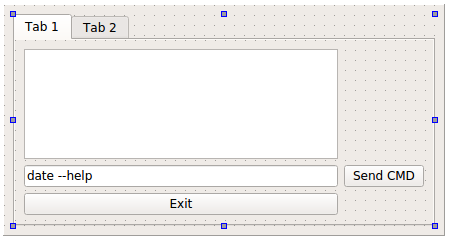 Tab 1 Tab 2
date --help Send CMD
Exit